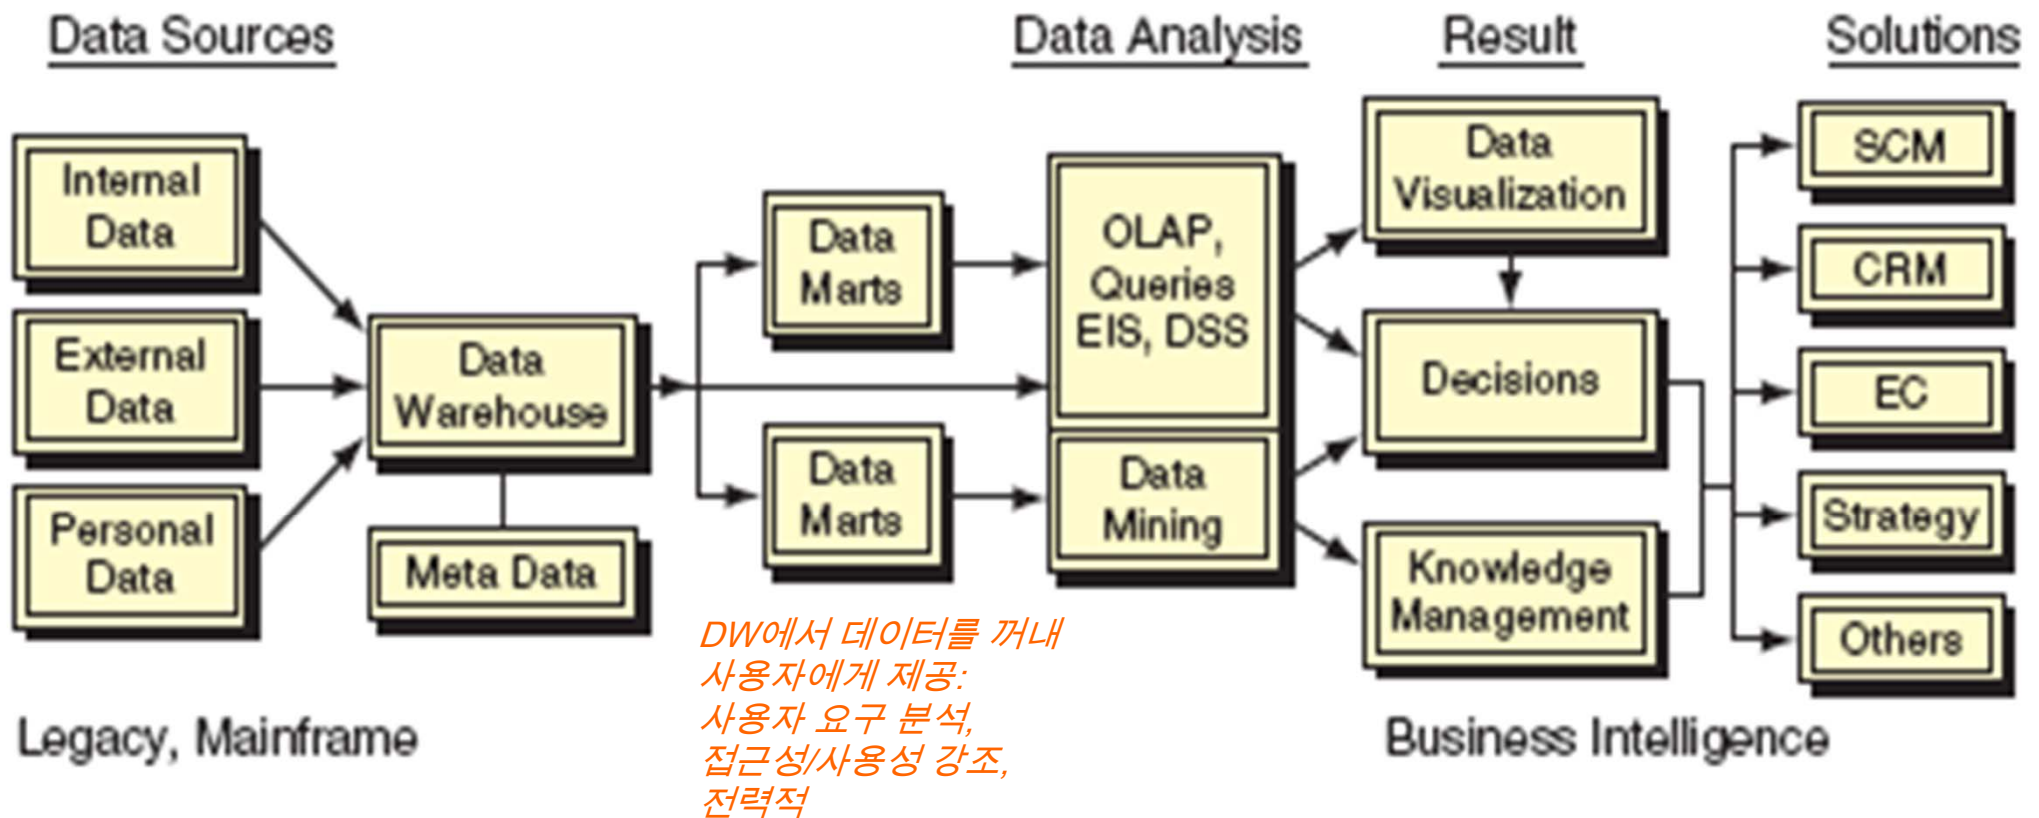 Data Sources
Data Analysis
Result
Solutions
Internal
Data
External
Data
Personal
Data
Data
Warehouse
Meta Data
Data
Marts
Data
Marts
OLAP,
Queries
EIS, DSS
Data
Mining
Data
Visualization
Decisions
Knowledge
Management
SCM
CRM
EC
Strategy
Others
DW에서 데이터를 꺼내
사용자에게 제공:
사용자 요구 분석,
접근성/사용성 강조,
전력적
Legacy, Mainframe
Business Intelligence